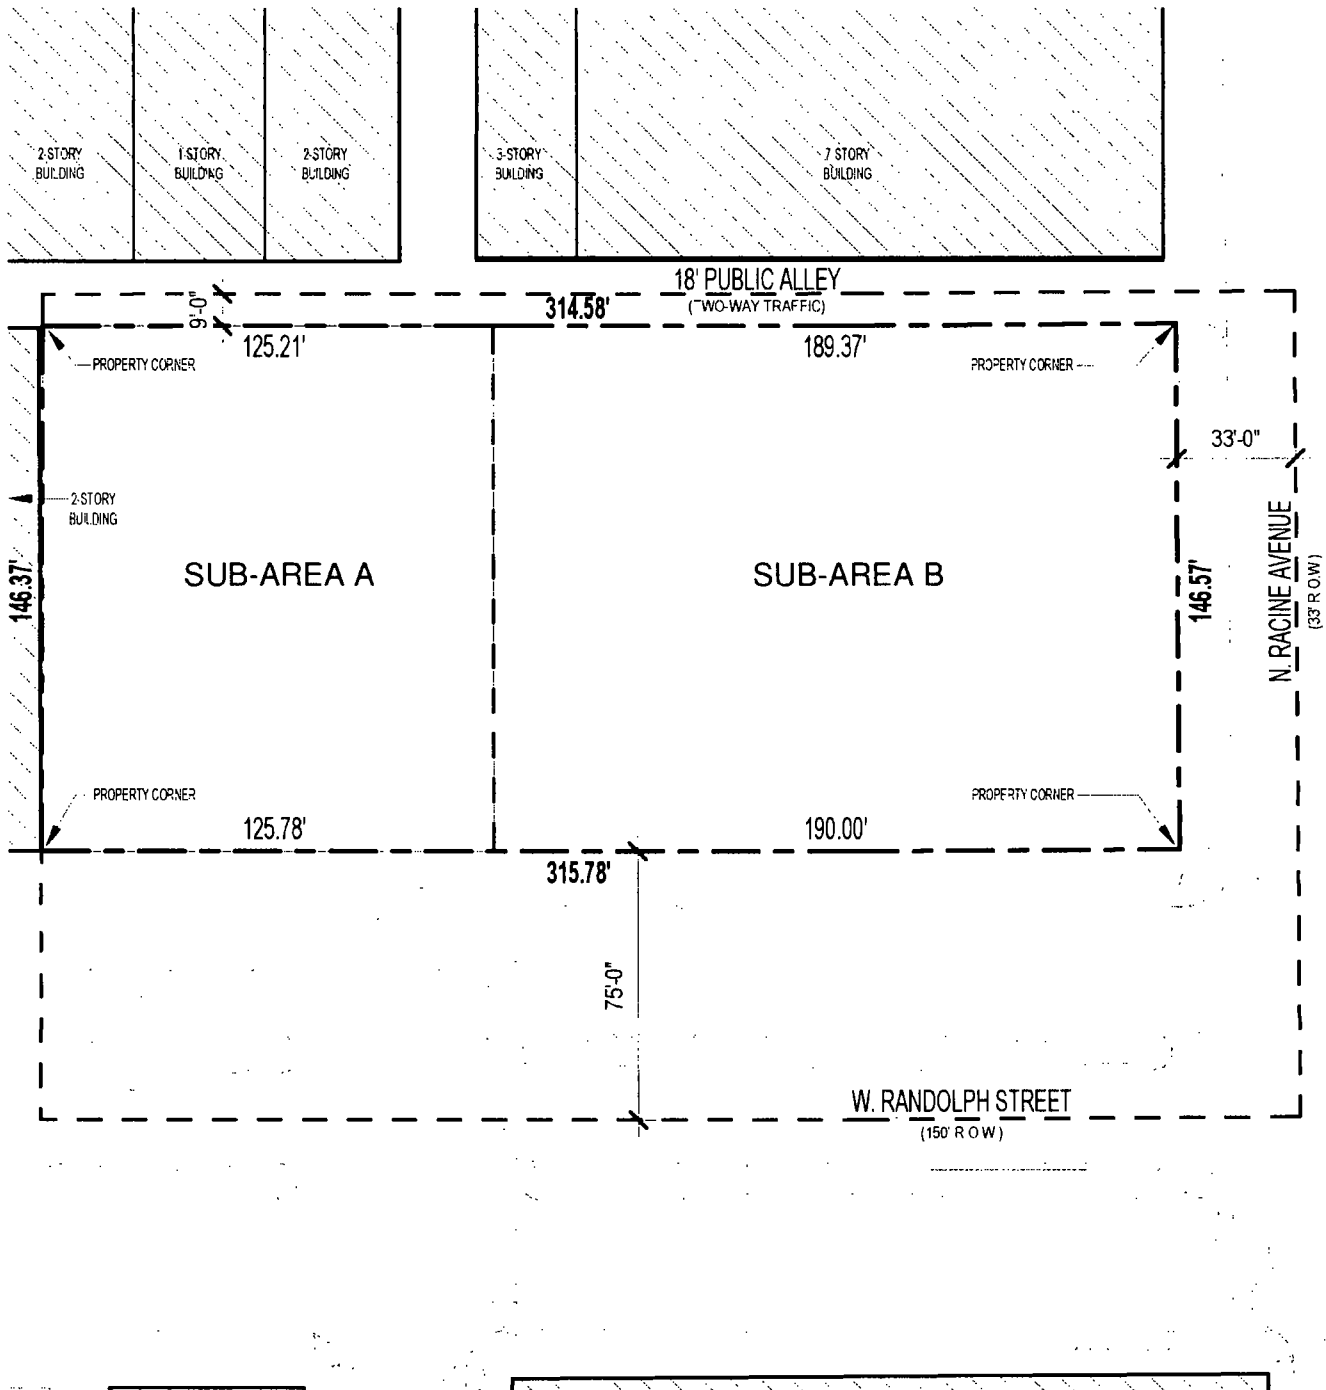 2-STORY
BUILDING
1-STORY
BUILDING
2-STORY
BUILDING
3-STORY
BUILDING
7 STORY
BUILDING
18' PUBLIC ALLEY
(TWO-WAY TRAFFIC)
9'-0"
314.58'
125.21'
189.37'
PROPERTY CORNER
PROPERTY CORNER
33'-0"
2-STORY
BUILDING
SUB-AREA A
SUB-AREA B
146.37'
146.57'
N. RACINE AVENUE
(33' R.O.W)
PROPERTY CORNER
PROPERTY CORNER
125.78'
190.00'
315.78'
75'-0"
W. RANDOLPH STREET
(150' R O W)